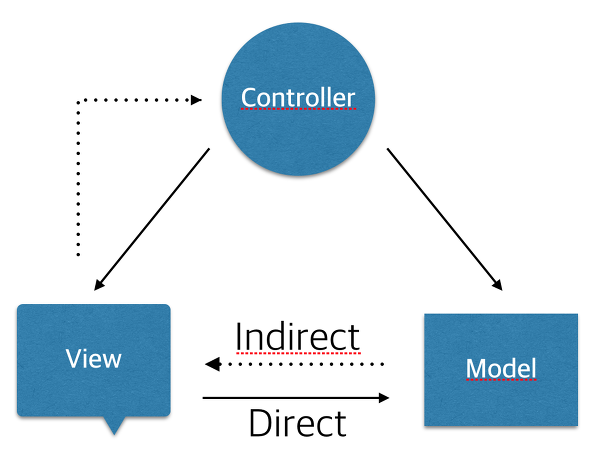 Controller
View
Indirect
Model
Direct